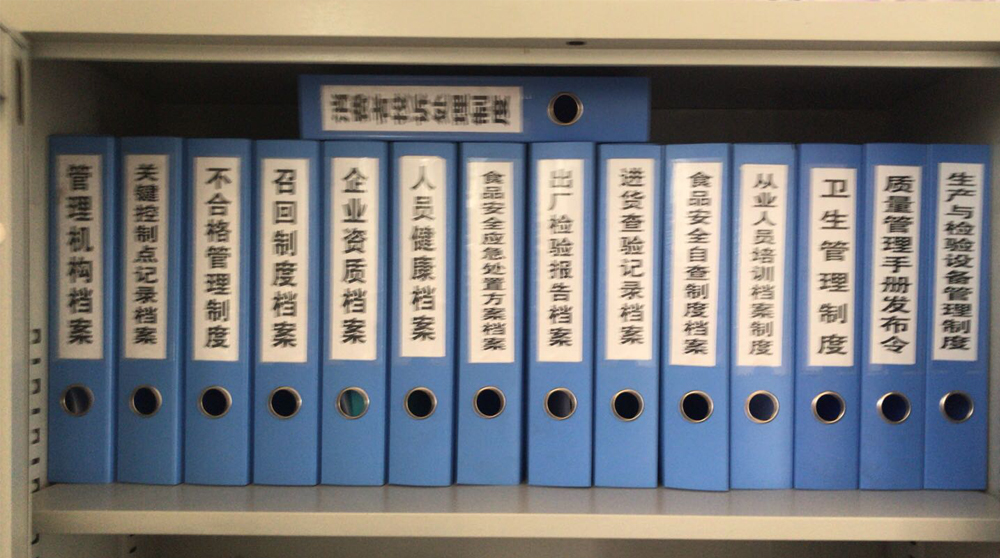 管理机构档案
关键控制点记录档案
不合格管理制度
召回制度档案
企业资质档案
人员健康档案
食品安全应急处置方案档案
出厂检验报告档案
进货查验记录档案
食品安全自查制度档案
从业人员培训档案制度
卫生管理制度
质量管理手册发布令
生产与检验设备管理制度